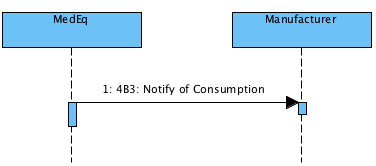 MedEq
Manufacturer
1: 4B3: Notify of Consumption